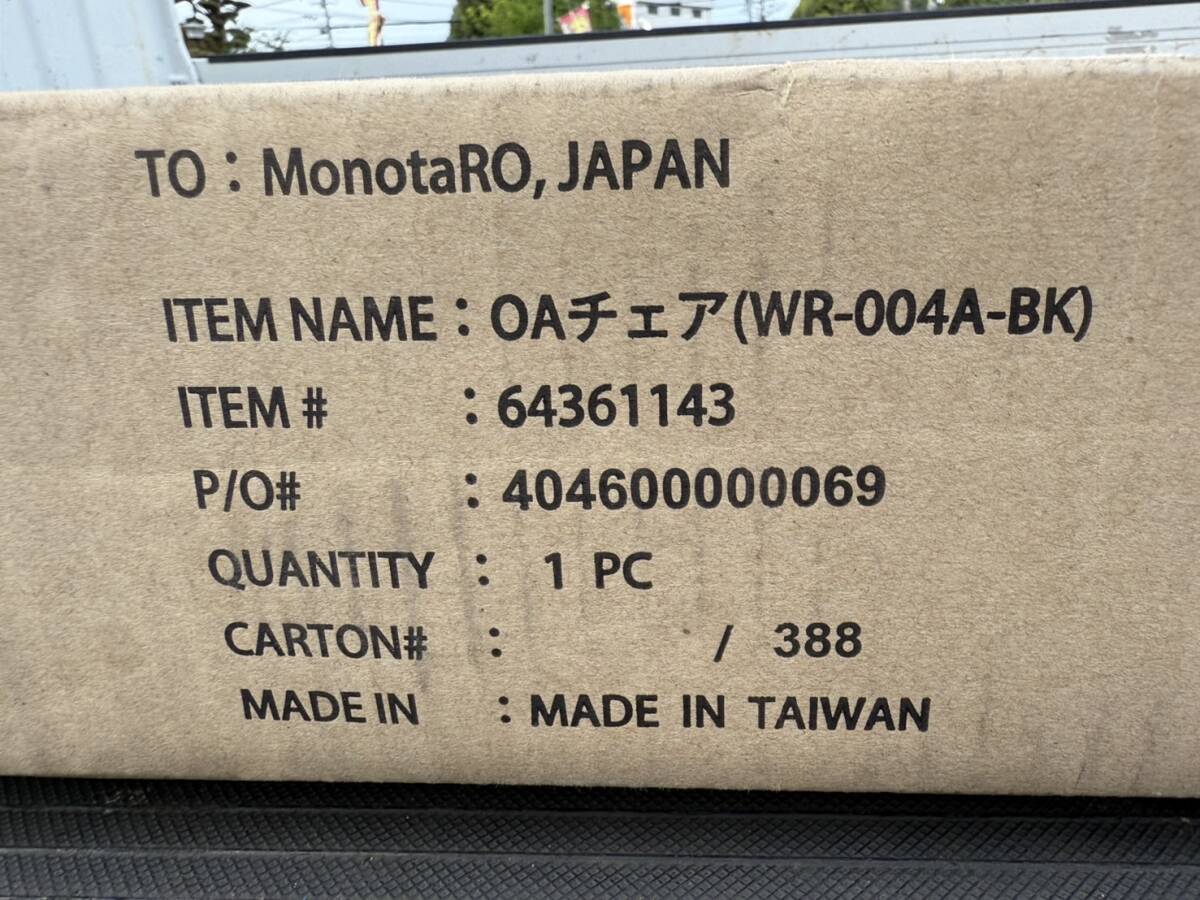 TO：MonotaRO, JAPAN
ITEM NAME：OAチェア(WR-004A-BK)
ITEM #：64361143
P/O#：404600000069
QUANTITY： 1 PC
CARTON#： / 388
MADE IN：MADE IN TAIWAN